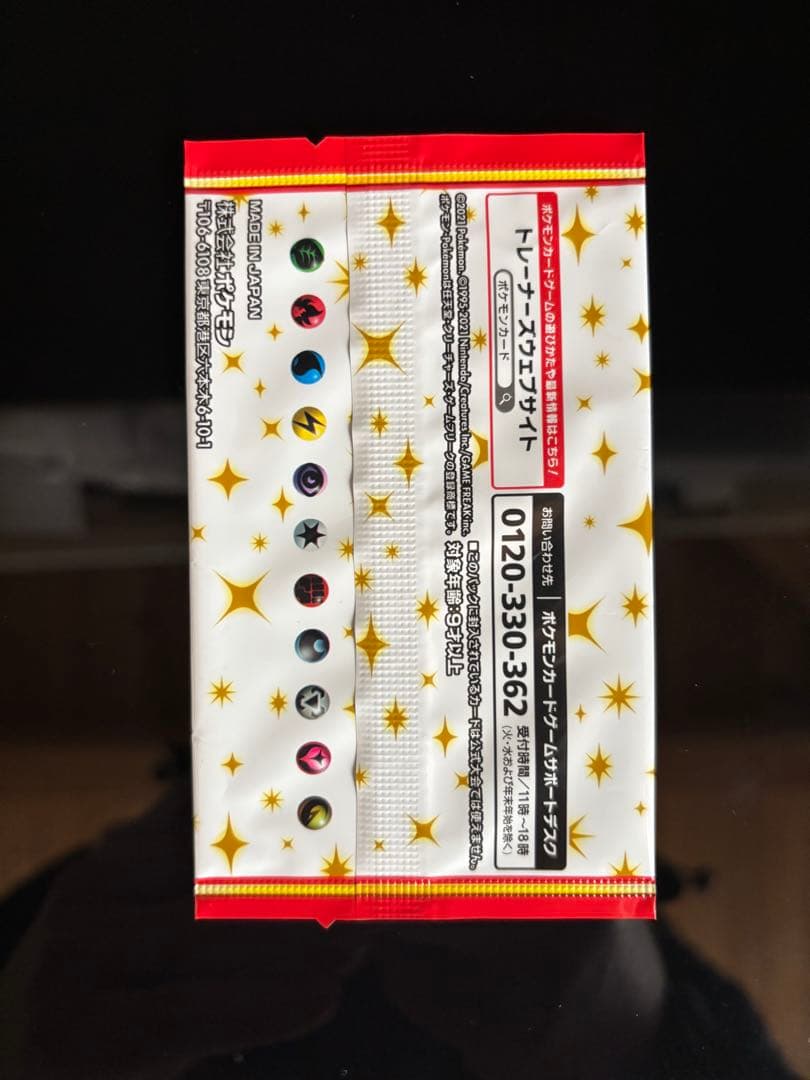 ポケモンカードゲームの遊びかたや最新情報はこちら!
トレーナーズウェブサイト
ポケモンカード
お問い合わせ先 ポケモンカードゲームサポートデスク
0120-330-362 受付時間/11時~18時
(火・水および年末年始を除く)
■このパックに封入されているカードは公式大会では使えません。
対象年齢:9才以上
©2021 Pokémon. ©1995-2021 Nintendo/Creatures Inc./GAME FREAK inc.
ポケモン・Pokémonは任天堂・クリーチャーズ・ゲームフリークの登録商標です。
MADE IN JAPAN
株式会社ポケモン
〒106-6108 東京都港区六本木6-10-1